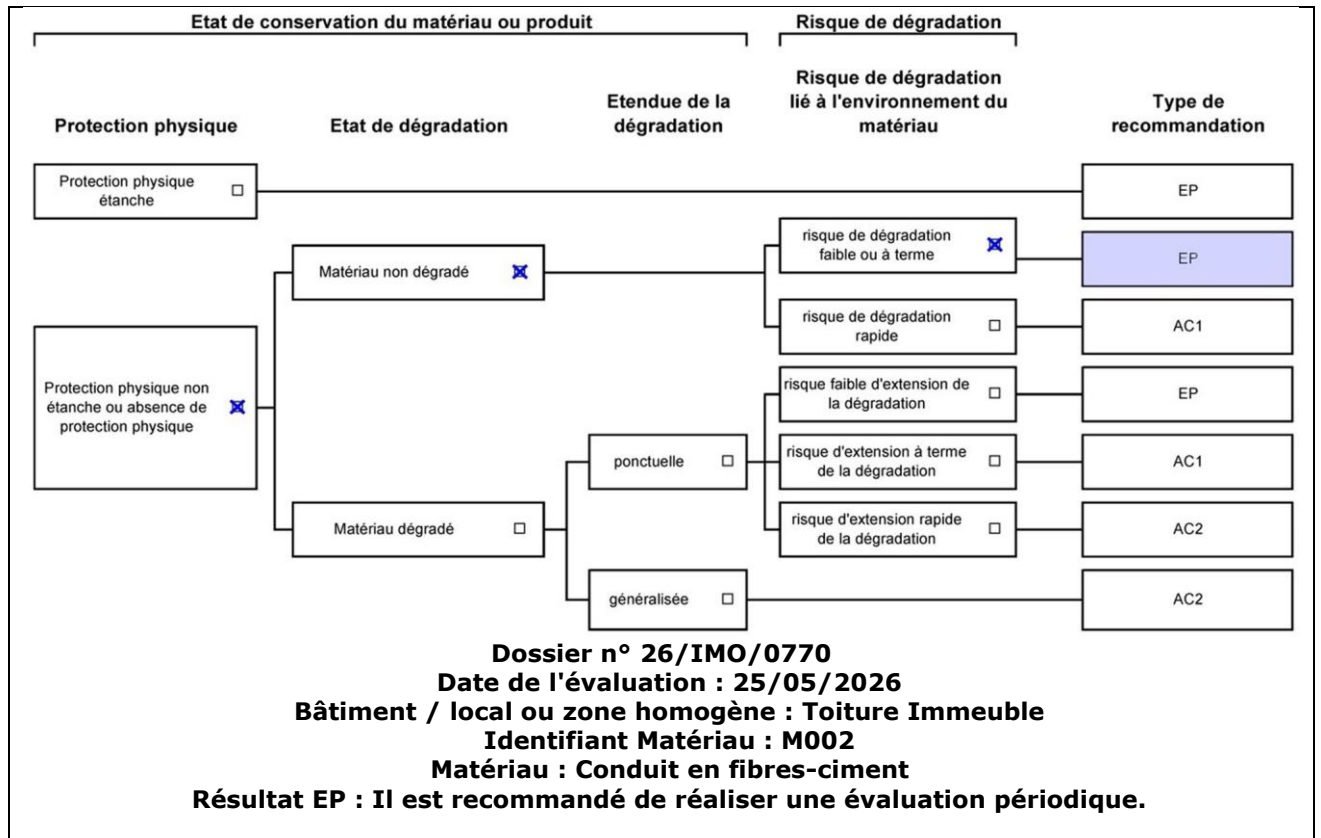 Etat de conservation du matériau ou produit
Risque de dégradation
Protection physique
Etat de dégradation
Etendue de la
dégradation
Risque de dégradation
lié à l'environnement du
matériau
Type de
recommandation
Protection physique
étanche
EP
Protection physique non
étanche ou absence de
protection physique
Matériau non dégradé
risque de dégradation
faible ou à terme
EP
risque de dégradation
rapide
AC1
Matériau dégradé
ponctuelle
risque faible d'extension de
la dégradation
EP
risque d'extension à terme
de la dégradation
AC1
risque d'extension rapide
de la dégradation
AC2
généralisée
AC2
Dossier n° 26/IMO/0770
Date de l'évaluation : 25/05/2026
Bâtiment / local ou zone homogène : Toiture Immeuble
Identifiant Matériau : M002
Matériau : Conduit en fibres-ciment
Résultat EP : Il est recommandé de réaliser une évaluation périodique.